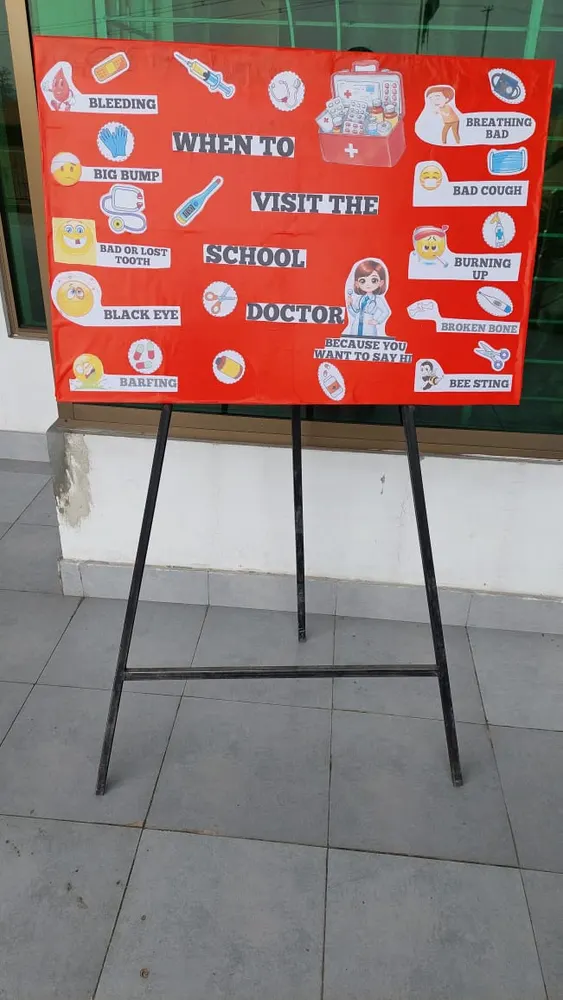 WHEN TO
VISIT THE
SCHOOL
DOCTOR
BLEEDING
BIG BUMP
BAD OR LOST
TOOTH
BLACK EYE
BARFING
BECAUSE YOU
WANT TO SAY HI
BREATHING
BAD
BAD COUGH
BURNING
UP
BROKEN BONE
BEE STING